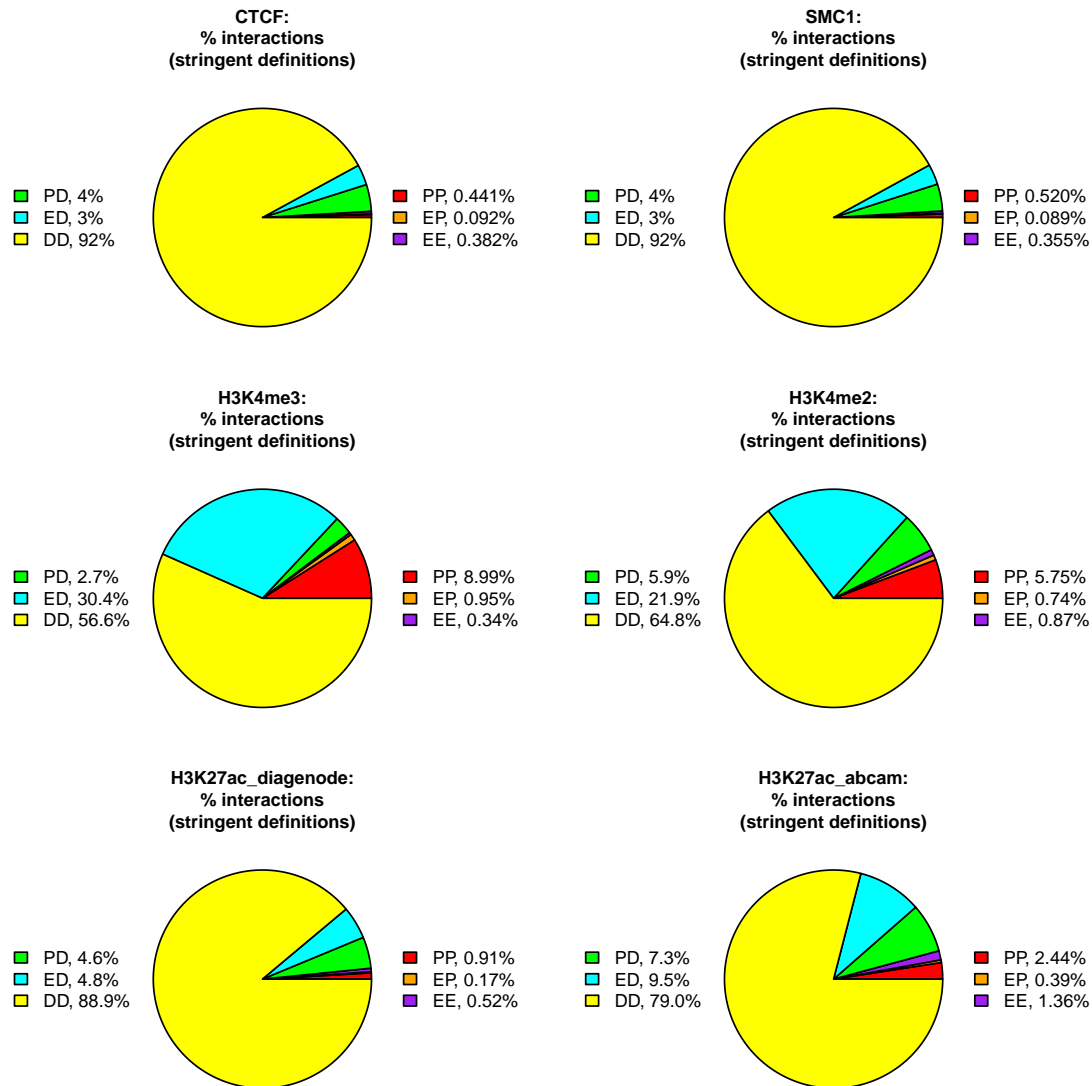 CTCF:
% interactions
(stringent definitions)
PD, 4%
ED, 3%
DD, 92%
PP, 0.441%
EP, 0.092%
EE, 0.382%
SMC1:
% interactions
(stringent definitions)
PD, 4%
ED, 3%
DD, 92%
PP, 0.520%
EP, 0.089%
EE, 0.355%
H3K4me3:
% interactions
(stringent definitions)
PD, 2.7%
ED, 30.4%
DD, 56.6%
PP, 8.99%
EP, 0.95%
EE, 0.34%
H3K4me2:
% interactions
(stringent definitions)
PD, 5.9%
ED, 21.9%
DD, 64.8%
PP, 5.75%
EP, 0.74%
EE, 0.87%
H3K27ac_diagenode:
% interactions
(stringent definitions)
PD, 4.6%
ED, 4.8%
DD, 88.9%
PP, 0.91%
EP, 0.17%
EE, 0.52%
H3K27ac_abcam:
% interactions
(stringent definitions)
PD, 7.3%
ED, 9.5%
DD, 79.0%
PP, 2.44%
EP, 0.39%
EE, 1.36%